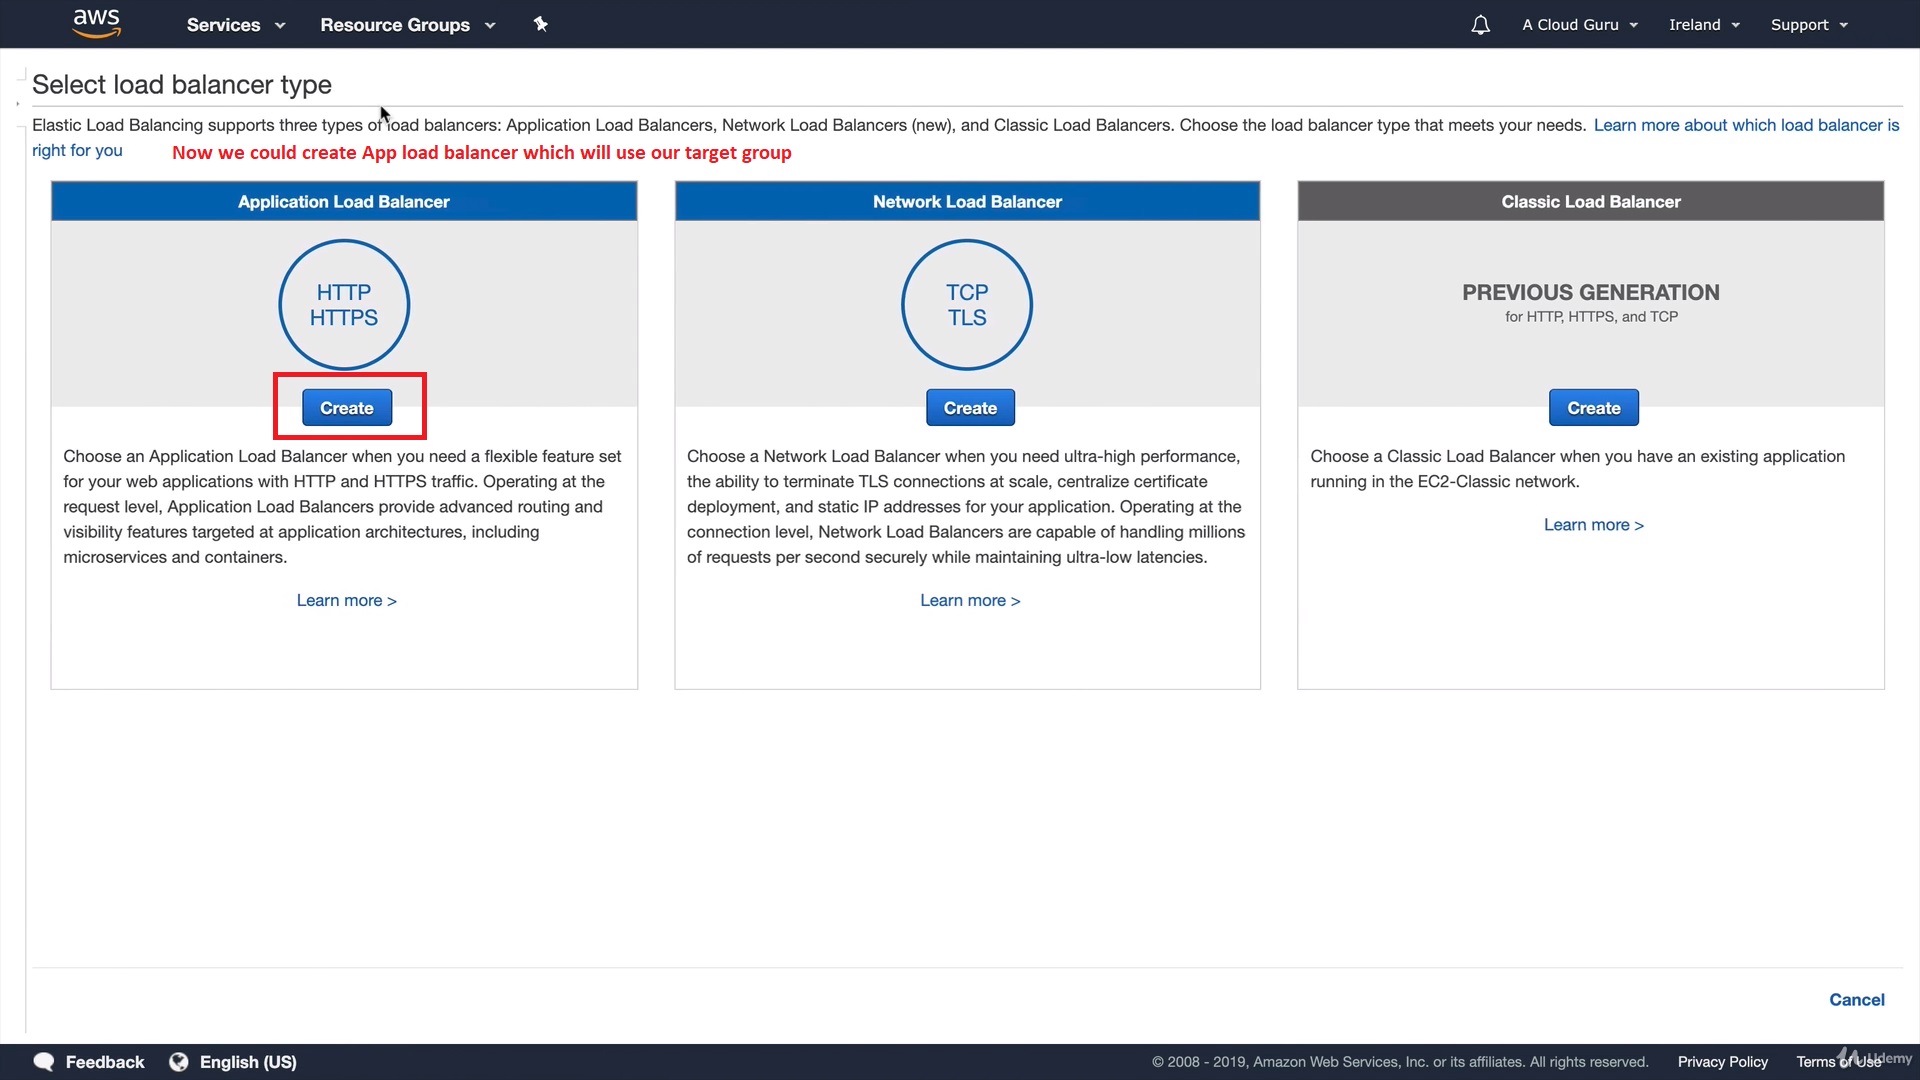 aws Services Resource Groups A Cloud Guru Ireland Support
Select load balancer type
Elastic Load Balancing supports three types of load balancers: Application Load Balancers, Network Load Balancers (new), and Classic Load Balancers. Choose the load balancer type that meets your needs. Learn more about which load balancer is
right for you Now we could create App load balancer which will use our target group
Application Load Balancer
HTTP
HTTPS
Create
Choose an Application Load Balancer when you need a flexible feature set
for your web applications with HTTP and HTTPS traffic. Operating at the
request level, Application Load Balancers provide advanced routing and
visibility features targeted at application architectures, including
microservices and containers.
Learn more >
Network Load Balancer
TCP
TLS
Create
Choose a Network Load Balancer when you need ultra-high performance,
the ability to terminate TLS connections at scale, centralize certificate
deployment, and static IP addresses for your application. Operating at the
connection level, Network Load Balancers are capable of handling millions
of requests per second securely while maintaining ultra-low latencies.
Learn more >
Classic Load Balancer
PREVIOUS GENERATION
for HTTP, HTTPS, and TCP
Create
Choose a Classic Load Balancer when you have an existing application
running in the EC2-Classic network.
Learn more >
Cancel
Feedback English (US) © 2008 - 2019, Amazon Web Services, Inc. or its affiliates. All rights reserved. Privacy Policy Terms of Use
Udemy